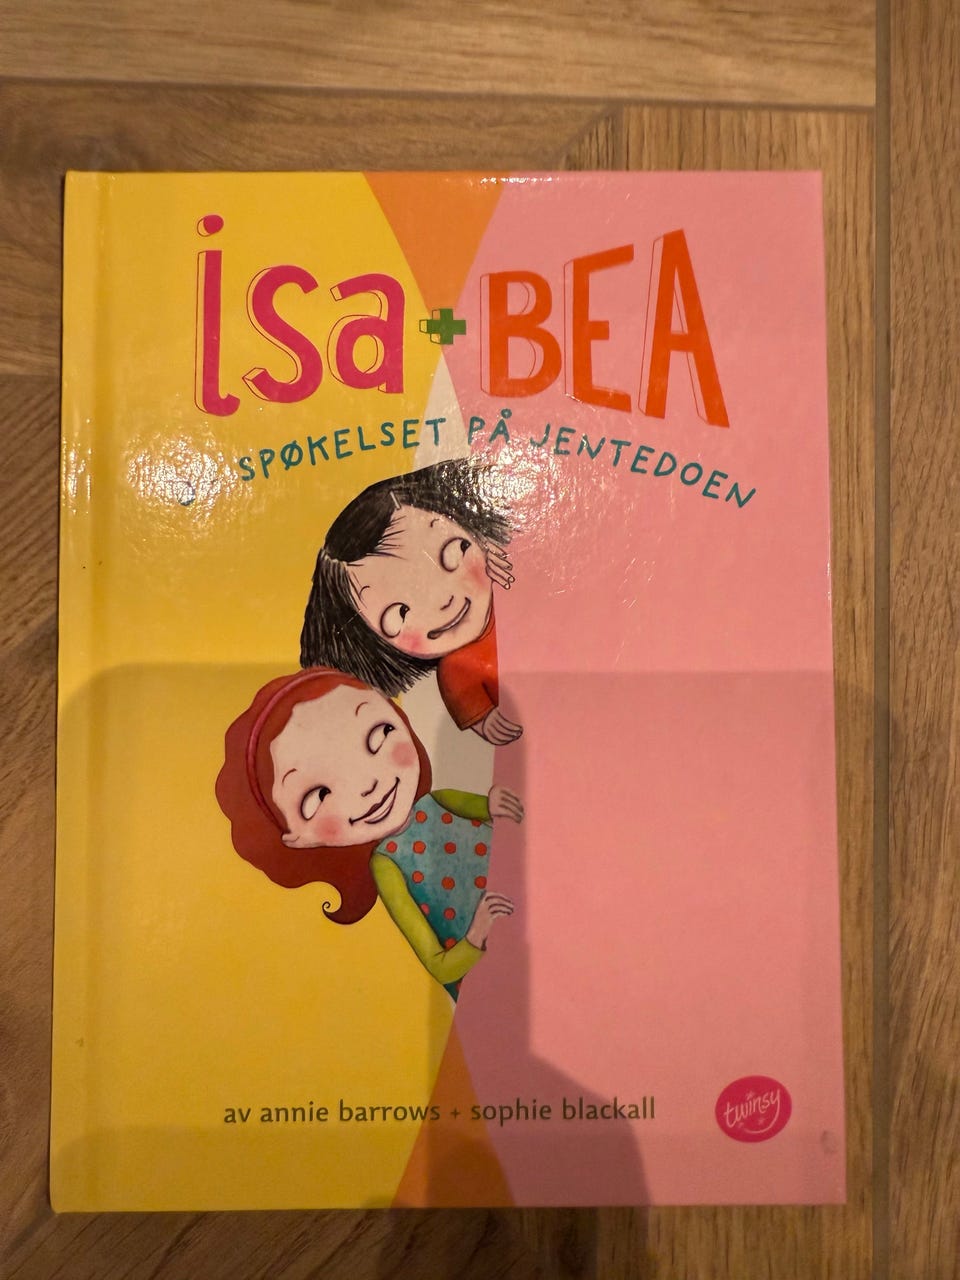 isa + BEA
SPØKELSET PÅ JENTEDOEN
av annie barrows + sophie blackall
twinsy